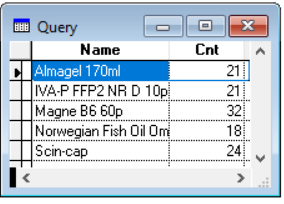 Query
Name Cnt
Almagel 170ml 21
IVA-P FFP2 NR D 10p 21
Magne B6 60p 32
Norwegian Fish Oil Om 18
Scin-cap 24